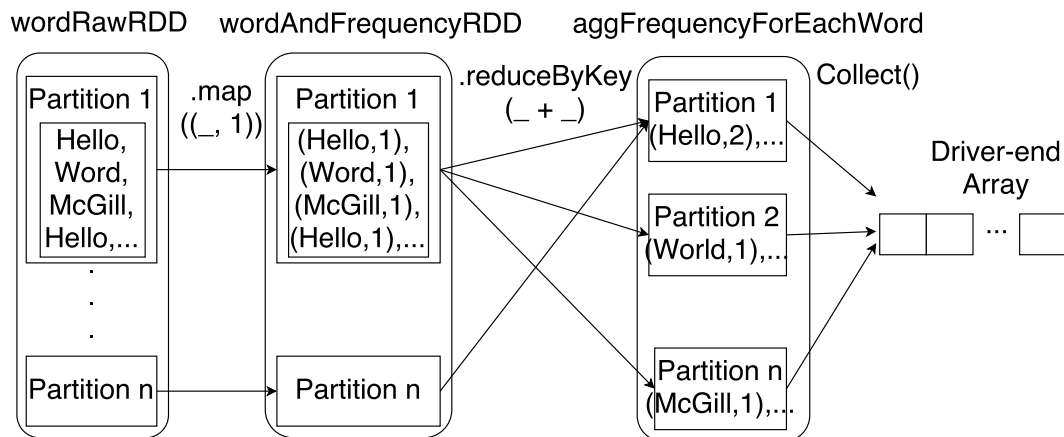 wordRawRDD
Partition 1
Hello,
Word,
McGill,
Hello,...
.
.
.
Partition n
.map
((_, 1))
wordAndFrequencyRDD
Partition 1
(Hello,1),
(Word,1),
(McGill,1),
(Hello,1),...
Partition n
.reduceByKey
(_ + _)
aggFrequencyForEachWord
Partition 1
(Hello,2),...
Partition 2
(World,1),...
Partition n
(McGill,1),...
Collect()
Driver-end
Array
...